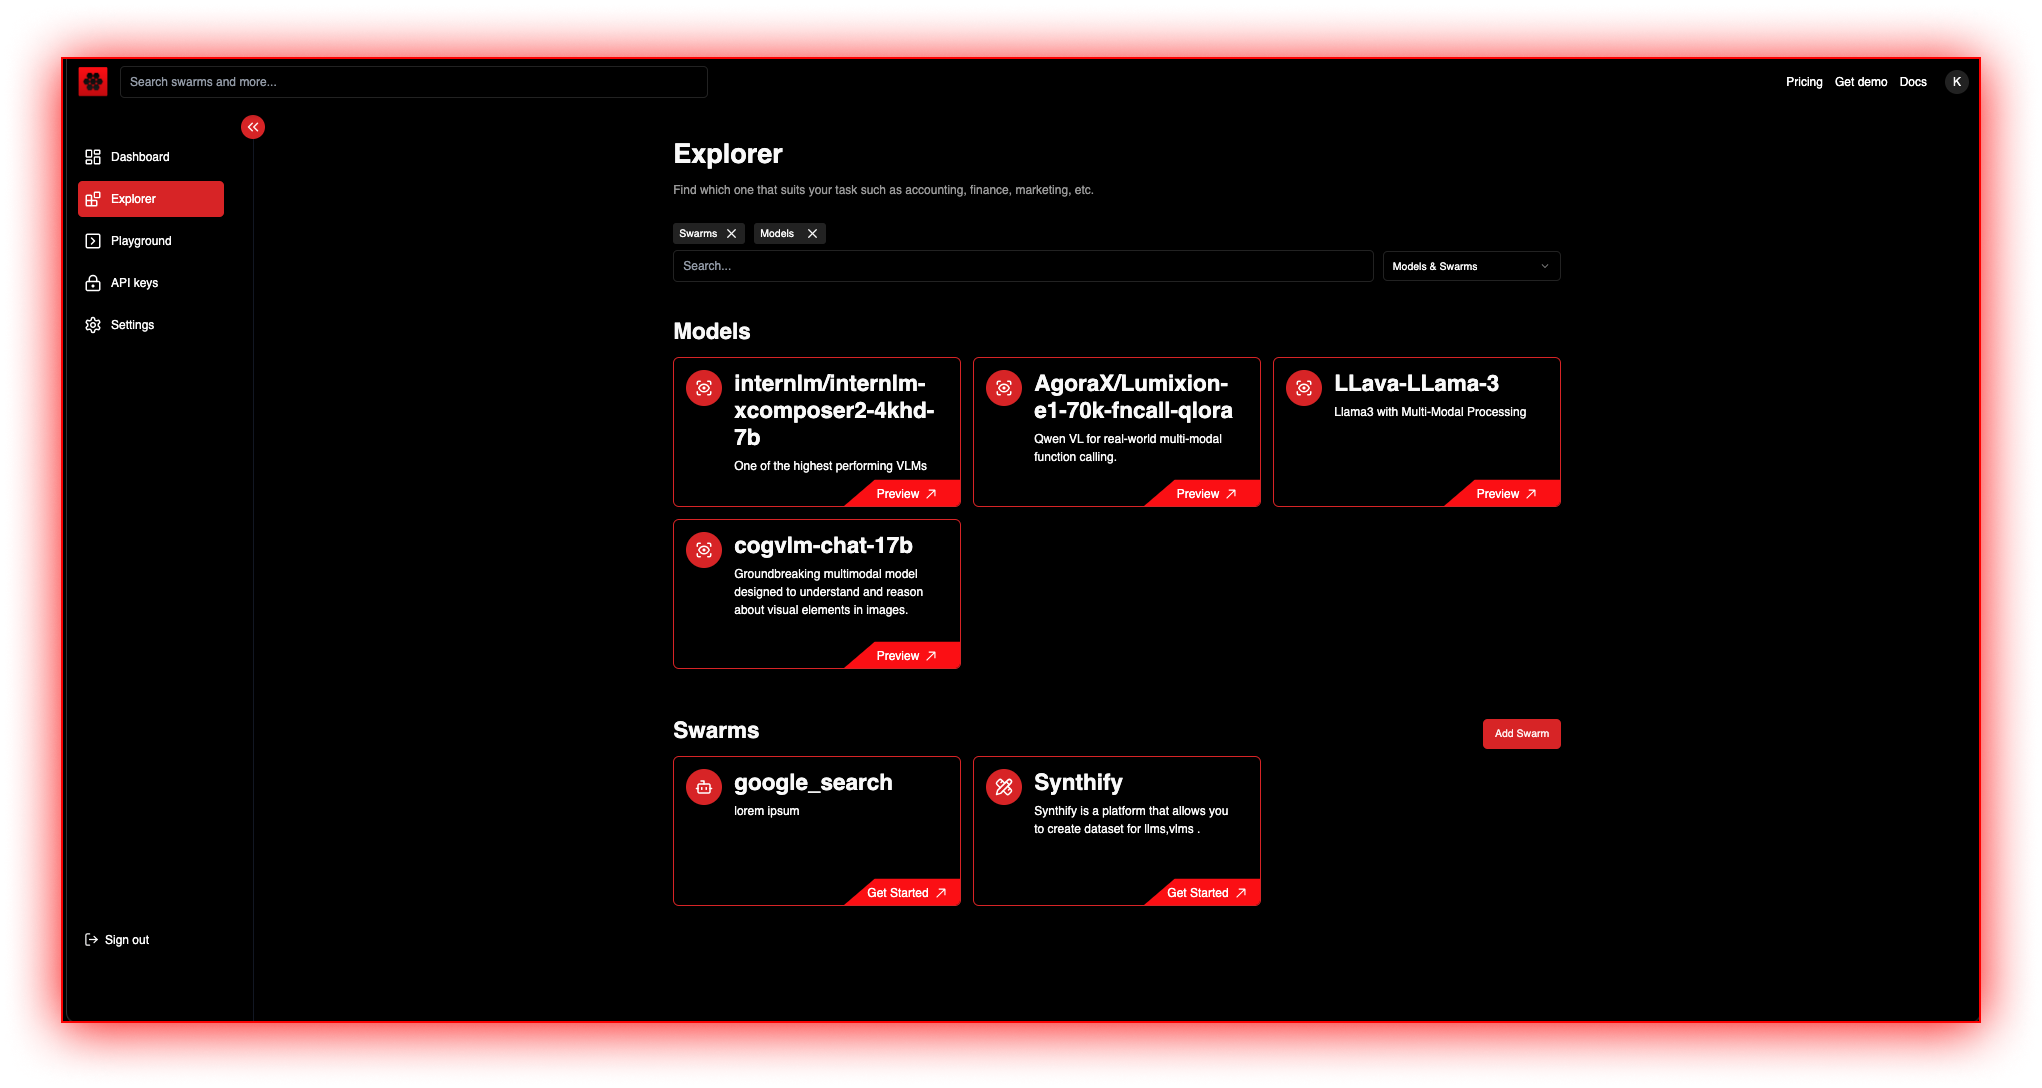 Search swarms and more...
Pricing Get demo Docs K
Dashboard
Explorer
Playground
API keys
Settings
Sign out
Explorer
Find which one that suits your task such as accounting, finance, marketing, etc.
Swarms Models
Search...
Models & Swarms
Models
internlm/internlm-
xcomposer2-4khd-
7b
One of the highest performing VLMs
Preview
AgoraX/Lumixion-
e1-70k-fncall-qlora
Qwen VL for real-world multi-modal
function calling.
Preview
LLava-LLama-3
Llama3 with Multi-Modal Processing
Preview
cogvlm-chat-17b
Groundbreaking multimodal model
designed to understand and reason
about visual elements in images.
Preview
Swarms
Add Swarm
google_search
lorem ipsum
Get Started
Synthify
Synthify is a platform that allows you
to create dataset for llms,vlms .
Get Started